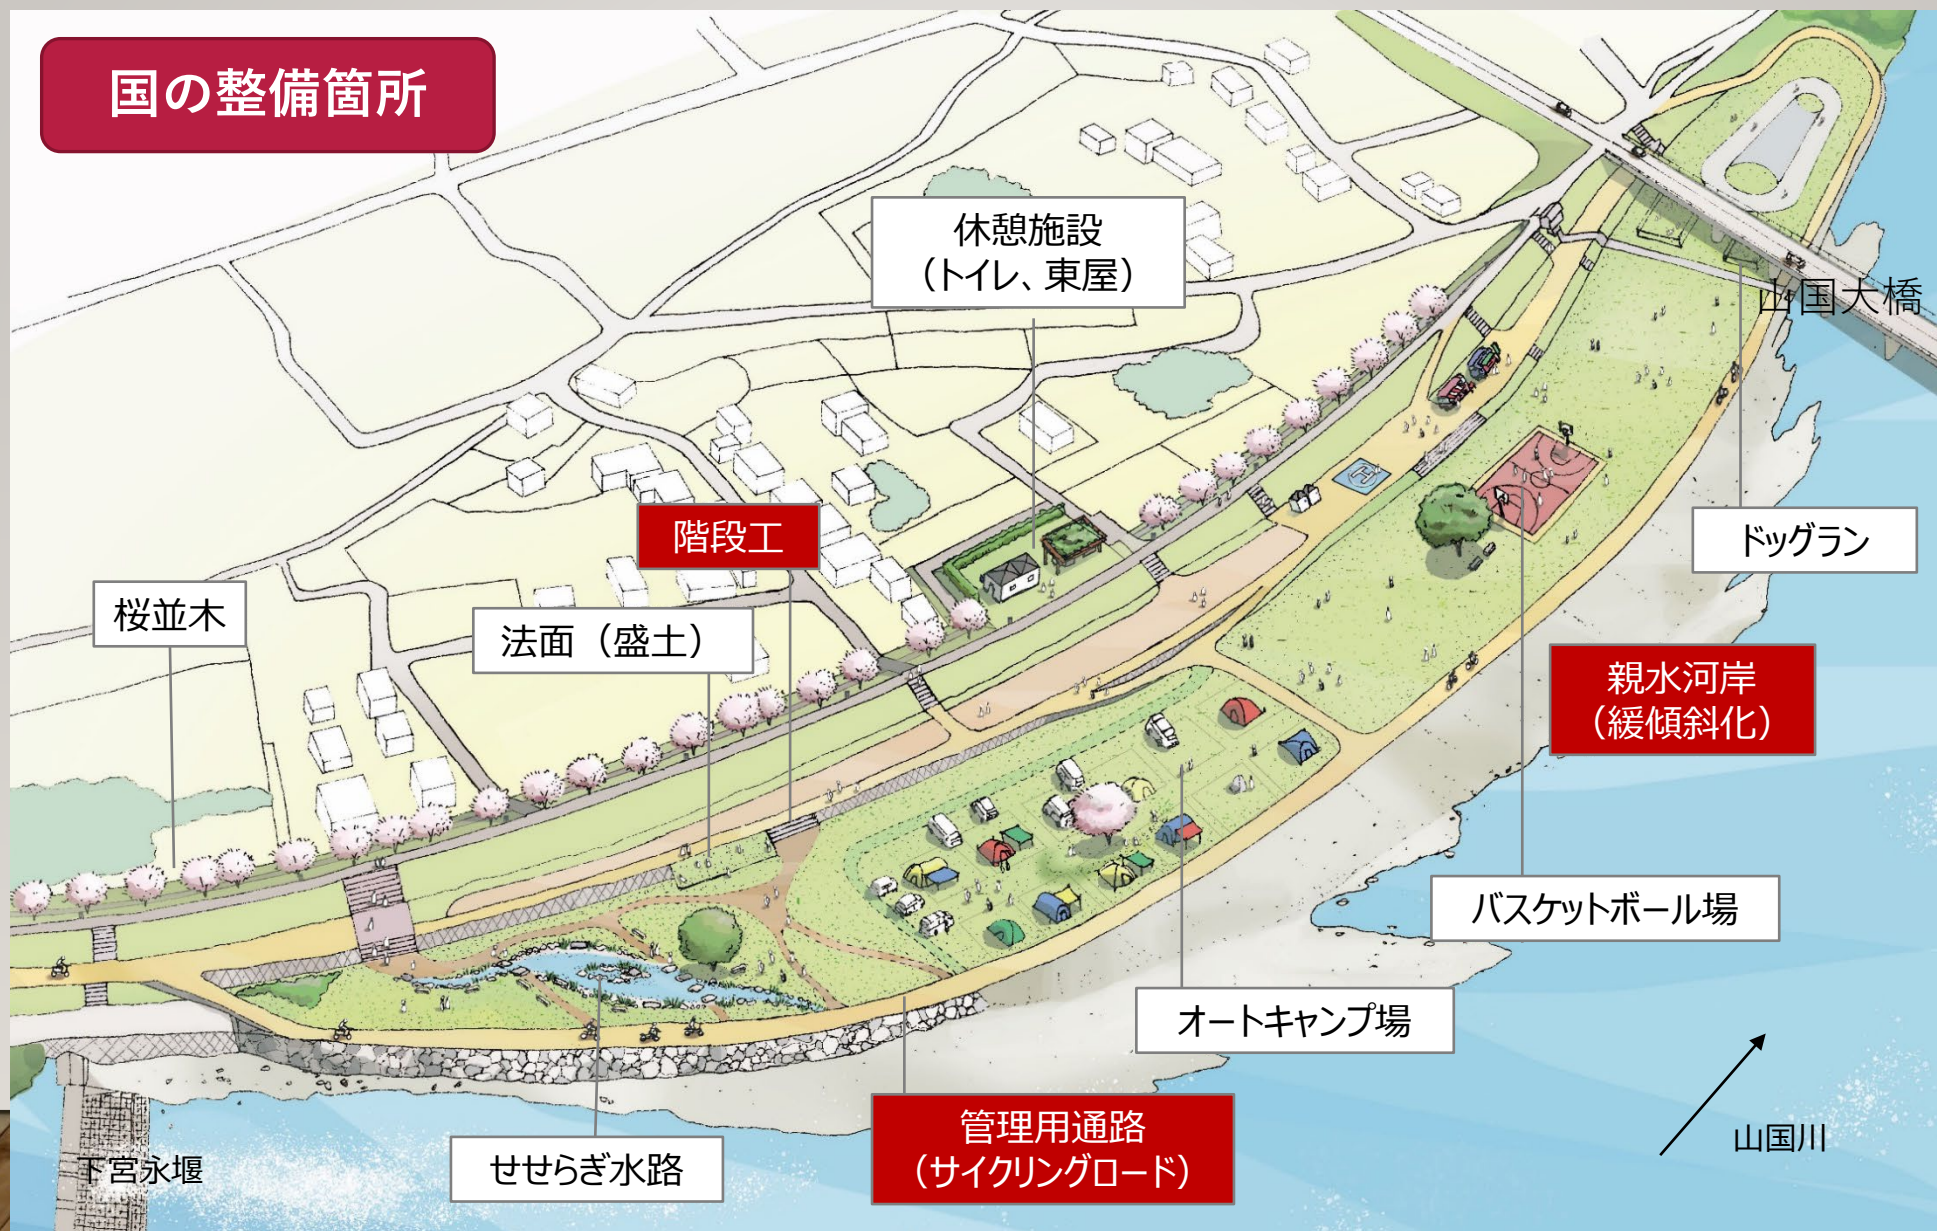 国の整備箇所
休憩施設
（トイレ、東屋）
山国大橋
階段工
ドッグラン
桜並木
法面（盛土）
親水河岸
（緩傾斜化）
バスケットボール場
オートキャンプ場
管理用通路
（サイクリングロード）
山国川
せせらぎ水路
下宮永堰
H